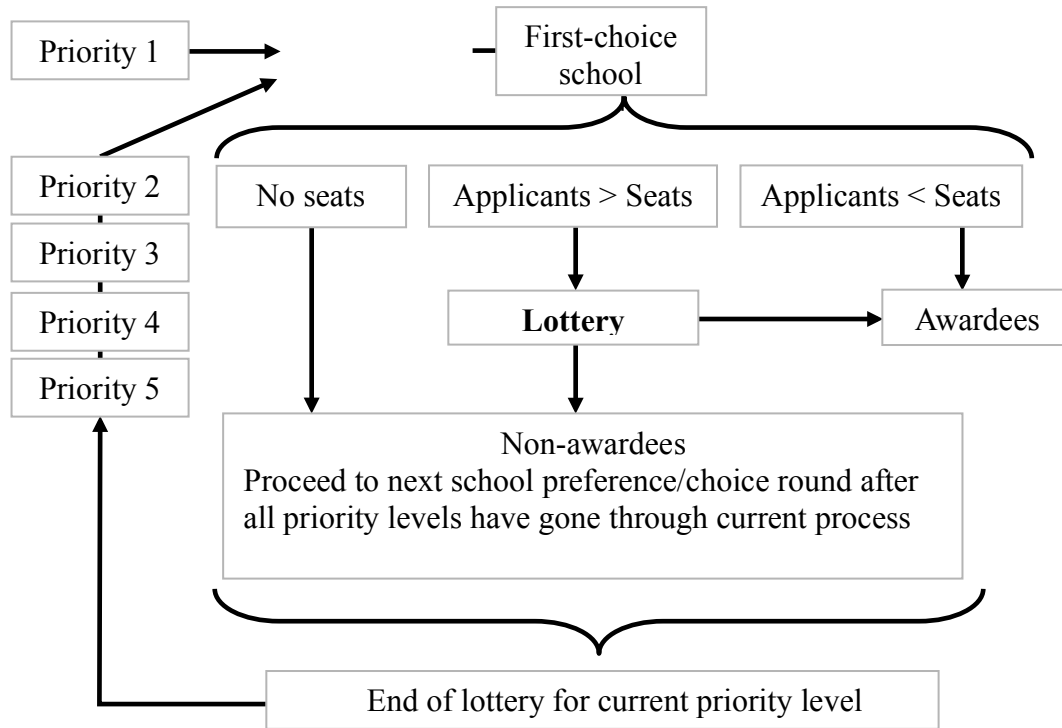 Priority 1
First-choice
school
Priority 2
Priority 3
Priority 4
Priority 5
No seats
Applicants > Seats
Applicants < Seats
Lottery
Awardees
Non-awardees
Proceed to next school preference/choice round after
all priority levels have gone through current process
End of lottery for current priority level